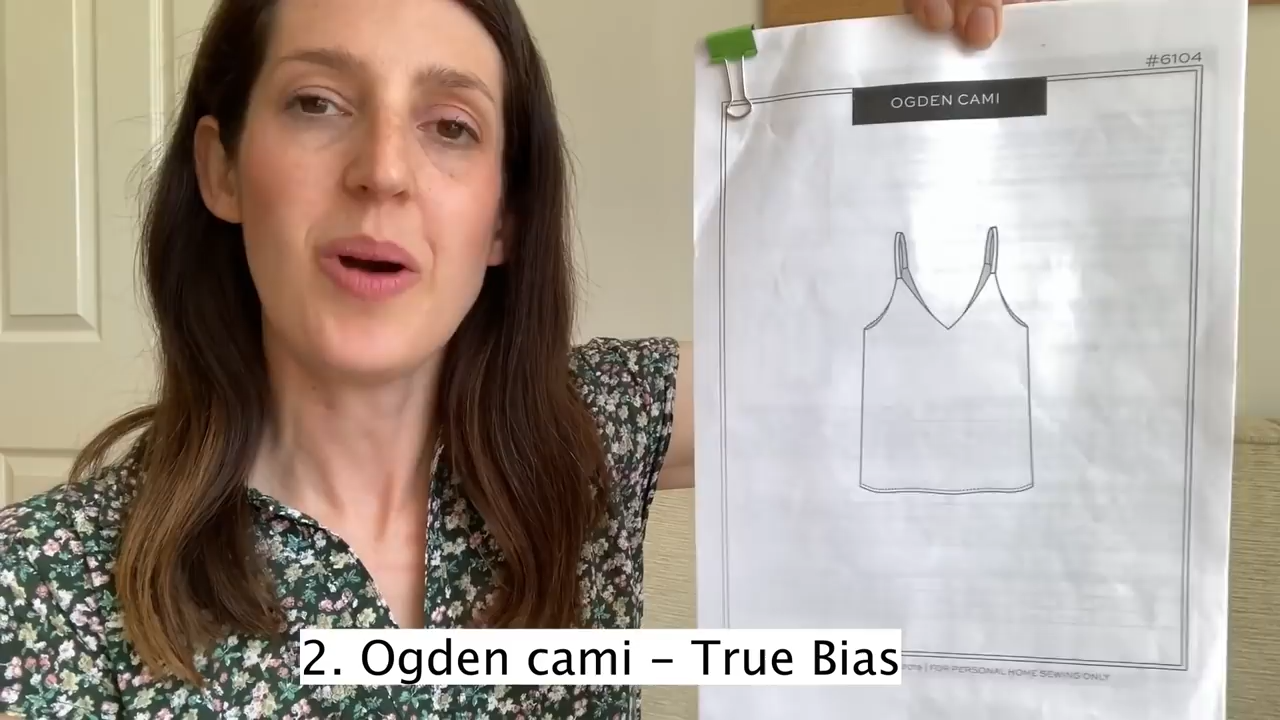 #6104
OGDEN CAMI
2. Ogden cami – True Bias
| FOR PERSONAL HOME SEWING ONLY